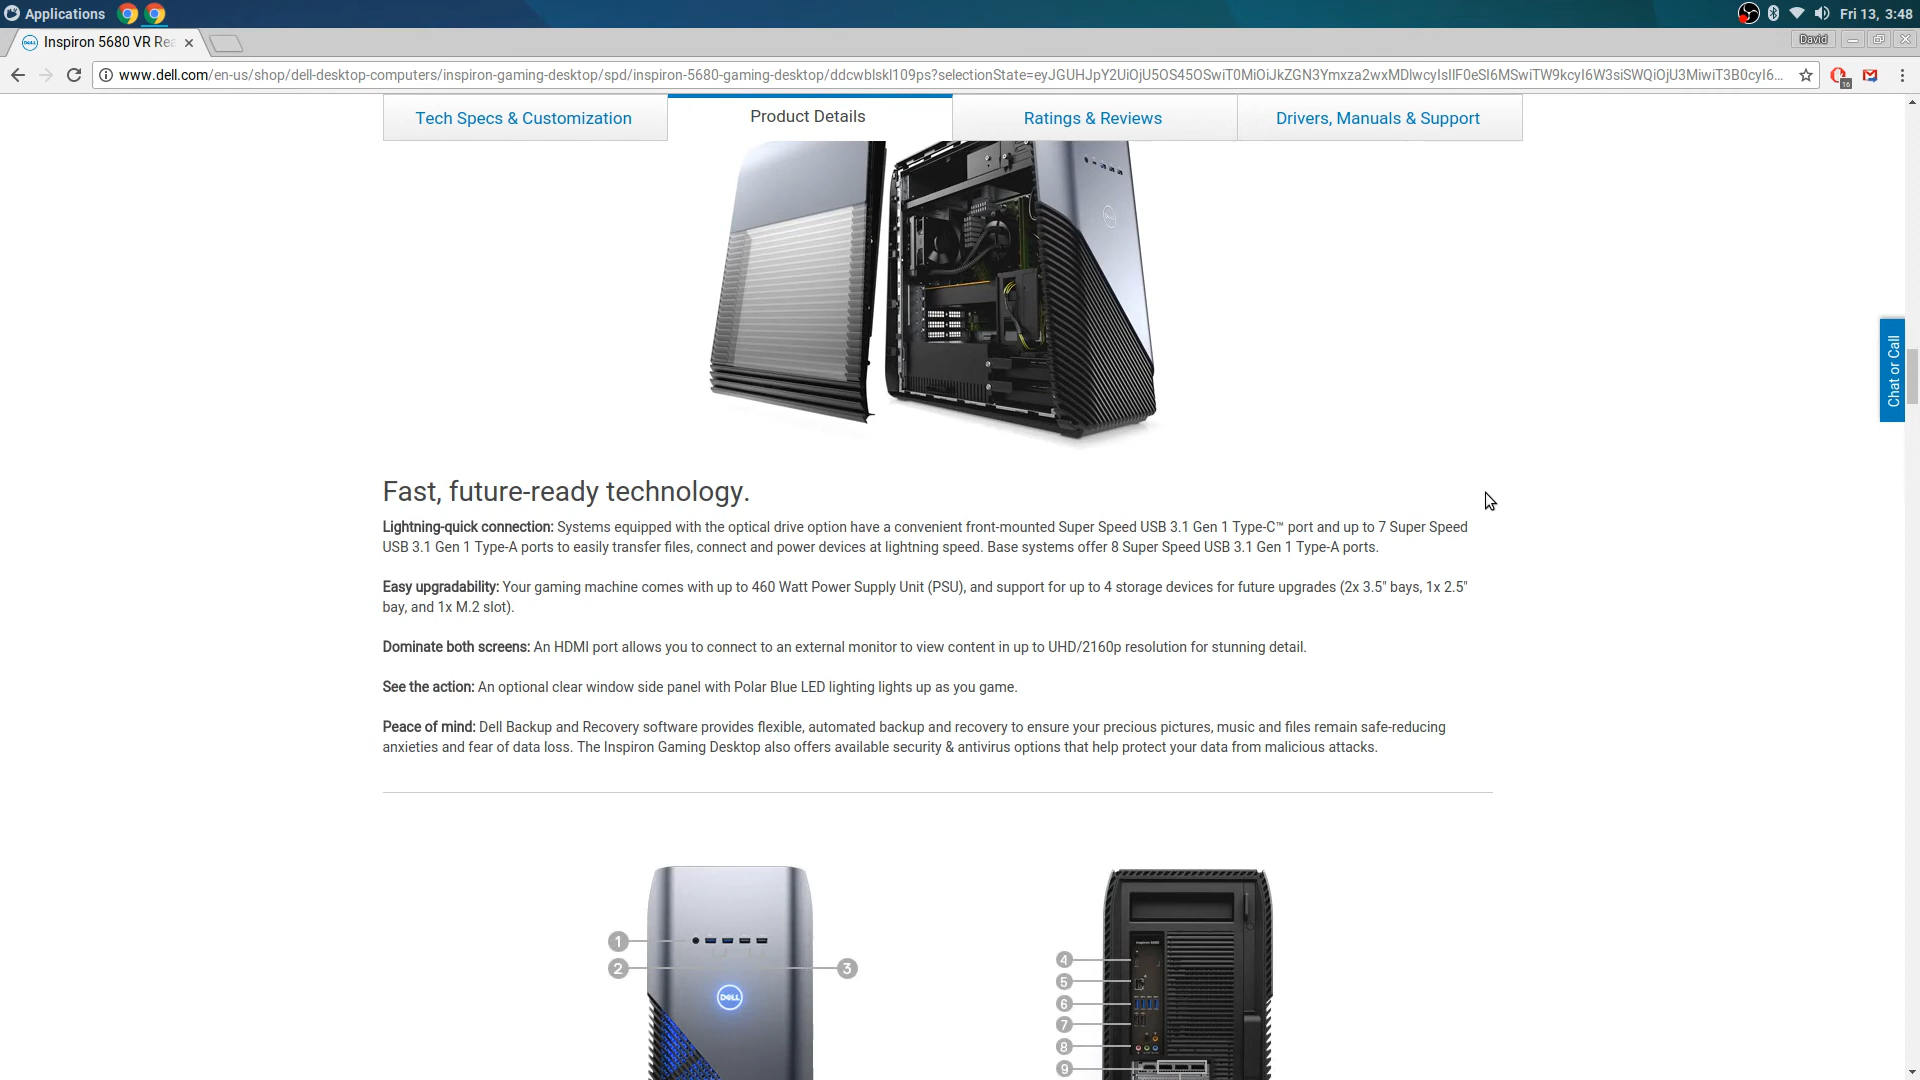 Applications
Fri 13, 3:48
Inspiron 5680 VR Rea
David
www.dell.com/en-us/shop/dell-desktop-computers/inspiron-gaming-desktop/spd/inspiron-5680-gaming-desktop/ddcwblskl109ps?selectionState=eyJGUHJpY2UiOjU5OS45OSwiT0MiOiJkZGN3Ymxza2wxMDlwcyIsIlF0eSI6MSwiTW9kcyI6W3siSWQiOjU3MiwiT3B0cyI6...
16
Tech Specs & Customization
Product Details
Ratings & Reviews
Drivers, Manuals & Support
Chat or Call
Fast, future-ready technology.
Lightning-quick connection: Systems equipped with the optical drive option have a convenient front-mounted Super Speed USB 3.1 Gen 1 Type-C™ port and up to 7 Super Speed
USB 3.1 Gen 1 Type-A ports to easily transfer files, connect and power devices at lightning speed. Base systems offer 8 Super Speed USB 3.1 Gen 1 Type-A ports.
Easy upgradability: Your gaming machine comes with up to 460 Watt Power Supply Unit (PSU), and support for up to 4 storage devices for future upgrades (2x 3.5" bays, 1x 2.5"
bay, and 1x M.2 slot).
Dominate both screens: An HDMI port allows you to connect to an external monitor to view content in up to UHD/2160p resolution for stunning detail.
See the action: An optional clear window side panel with Polar Blue LED lighting lights up as you game.
Peace of mind: Dell Backup and Recovery software provides flexible, automated backup and recovery to ensure your precious pictures, music and files remain safe-reducing
anxieties and fear of data loss. The Inspiron Gaming Desktop also offers available security & antivirus options that help protect your data from malicious attacks.
1
2
3
DELL
Inspiron 5680
4
5
6
7
8
9